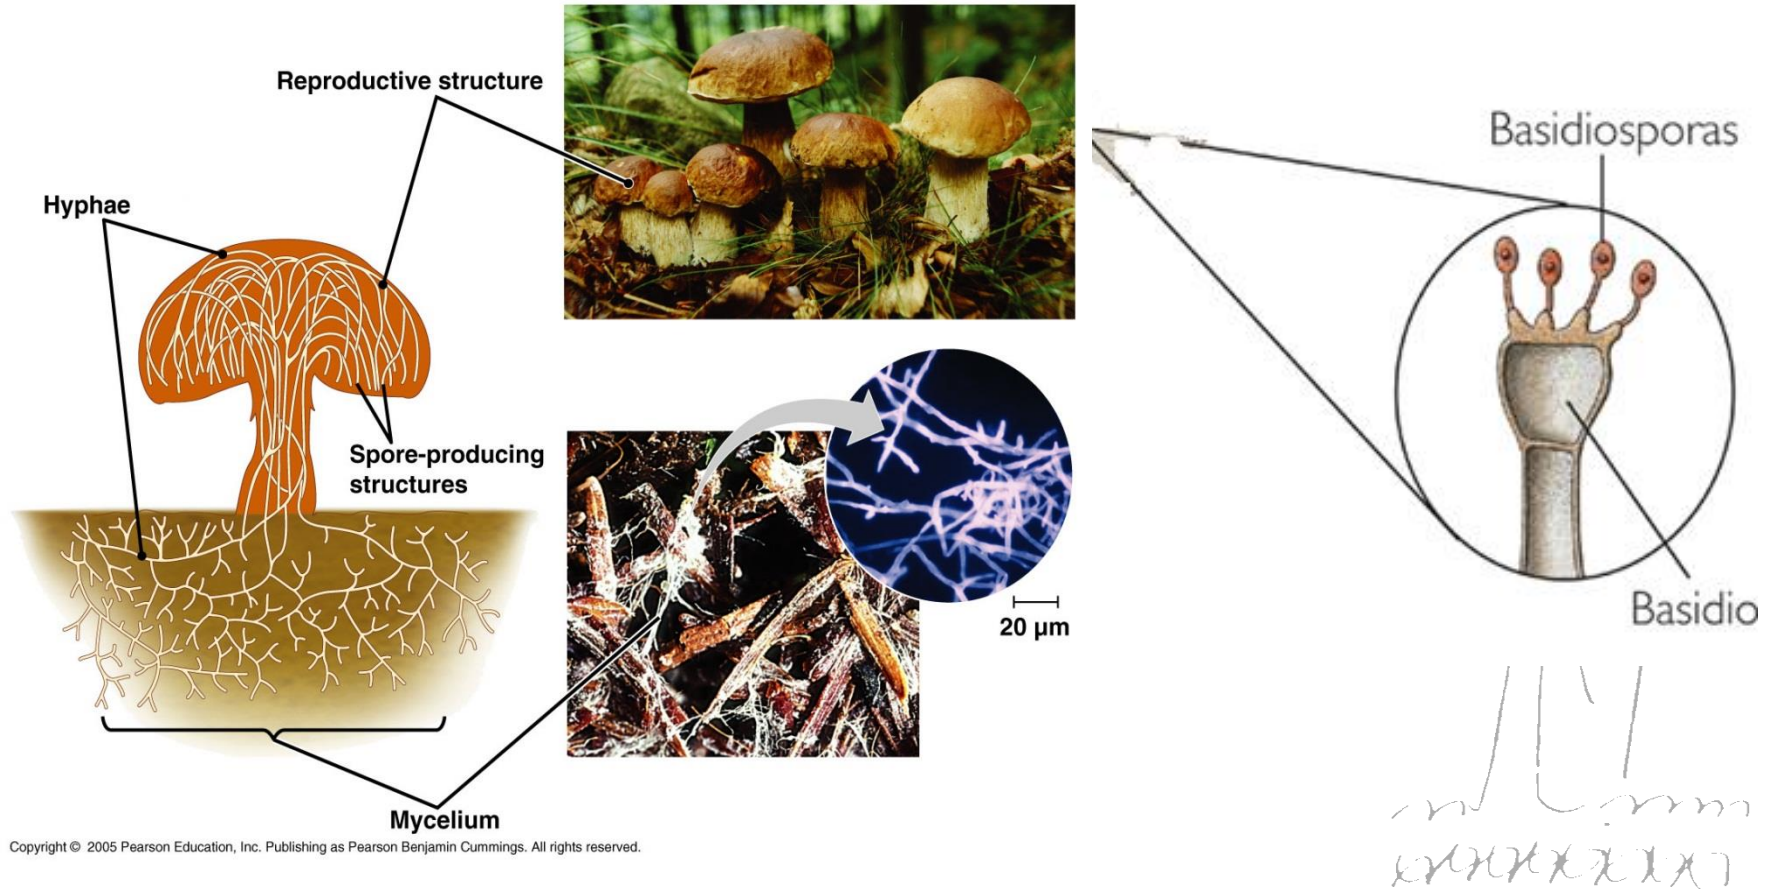 Reproductive structure
Hyphae
Spore-producing
structures
20 µm
Mycelium
Copyright © 2005 Pearson Education, Inc. Publishing as Pearson Benjamin Cummings. All rights reserved.
Basidiosporas
Basidio